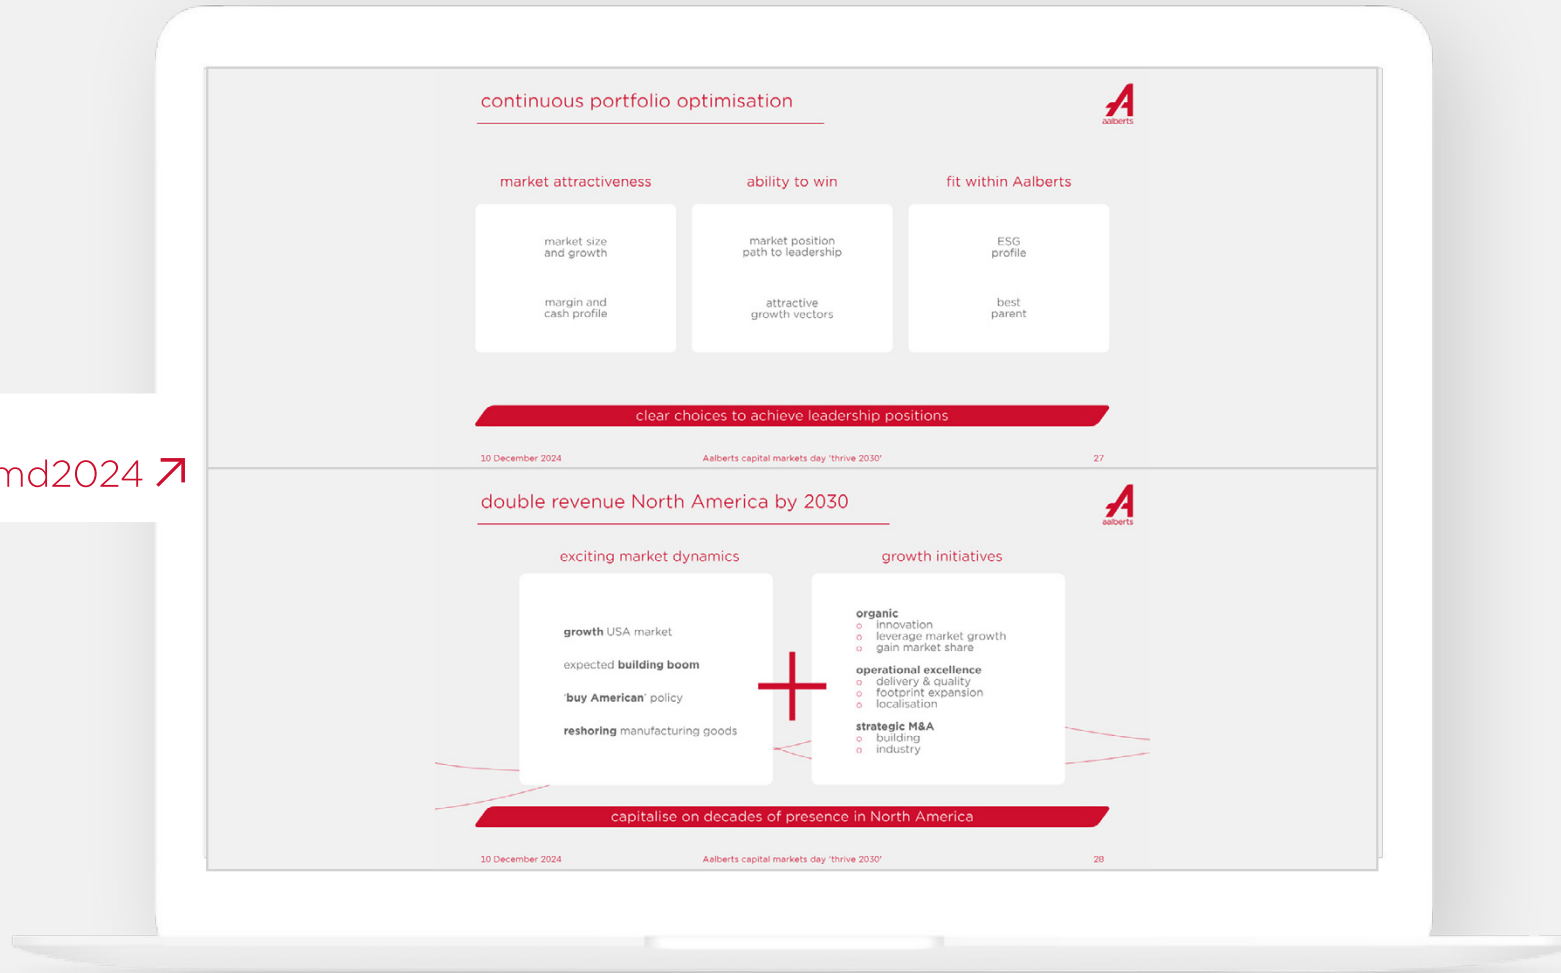 continuous portfolio optimisation
aalberts
market attractiveness
ability to win
fit within Aalberts
market size
and growth
margin and
cash profile
market position
path to leadership
attractive
growth vectors
ESG
profile
best
parent
clear choices to achieve leadership positions
10 December 2024
Aalberts capital markets day 'thrive 2030'
27
md2024
double revenue North America by 2030
aalberts
exciting market dynamics
growth USA market
expected building boom
'buy American' policy
reshoring manufacturing goods
growth initiatives
organic
innovation
leverage market growth
gain market share
operational excellence
delivery & quality
footprint expansion
localisation
strategic M&A
building
industry
capitalise on decades of presence in North America
10 December 2024
Aalberts capital markets day 'thrive 2030'
28